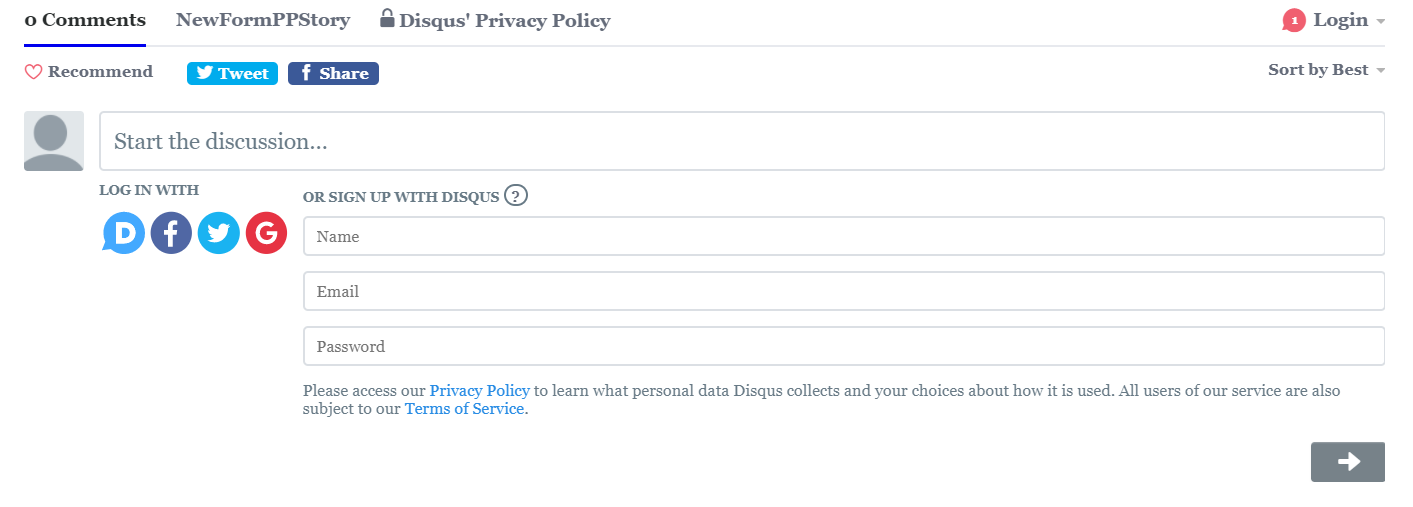 0 Comments NewFormPPStory Disqus' Privacy Policy 1 Login
Recommend Tweet f Share Sort by Best
Start the discussion...
LOG IN WITH
OR SIGN UP WITH DISQUS ?
D f G
Name
Email
Password
Please access our Privacy Policy to learn what personal data Disqus collects and your choices about how it is used. All users of our service are also
subject to our Terms of Service.